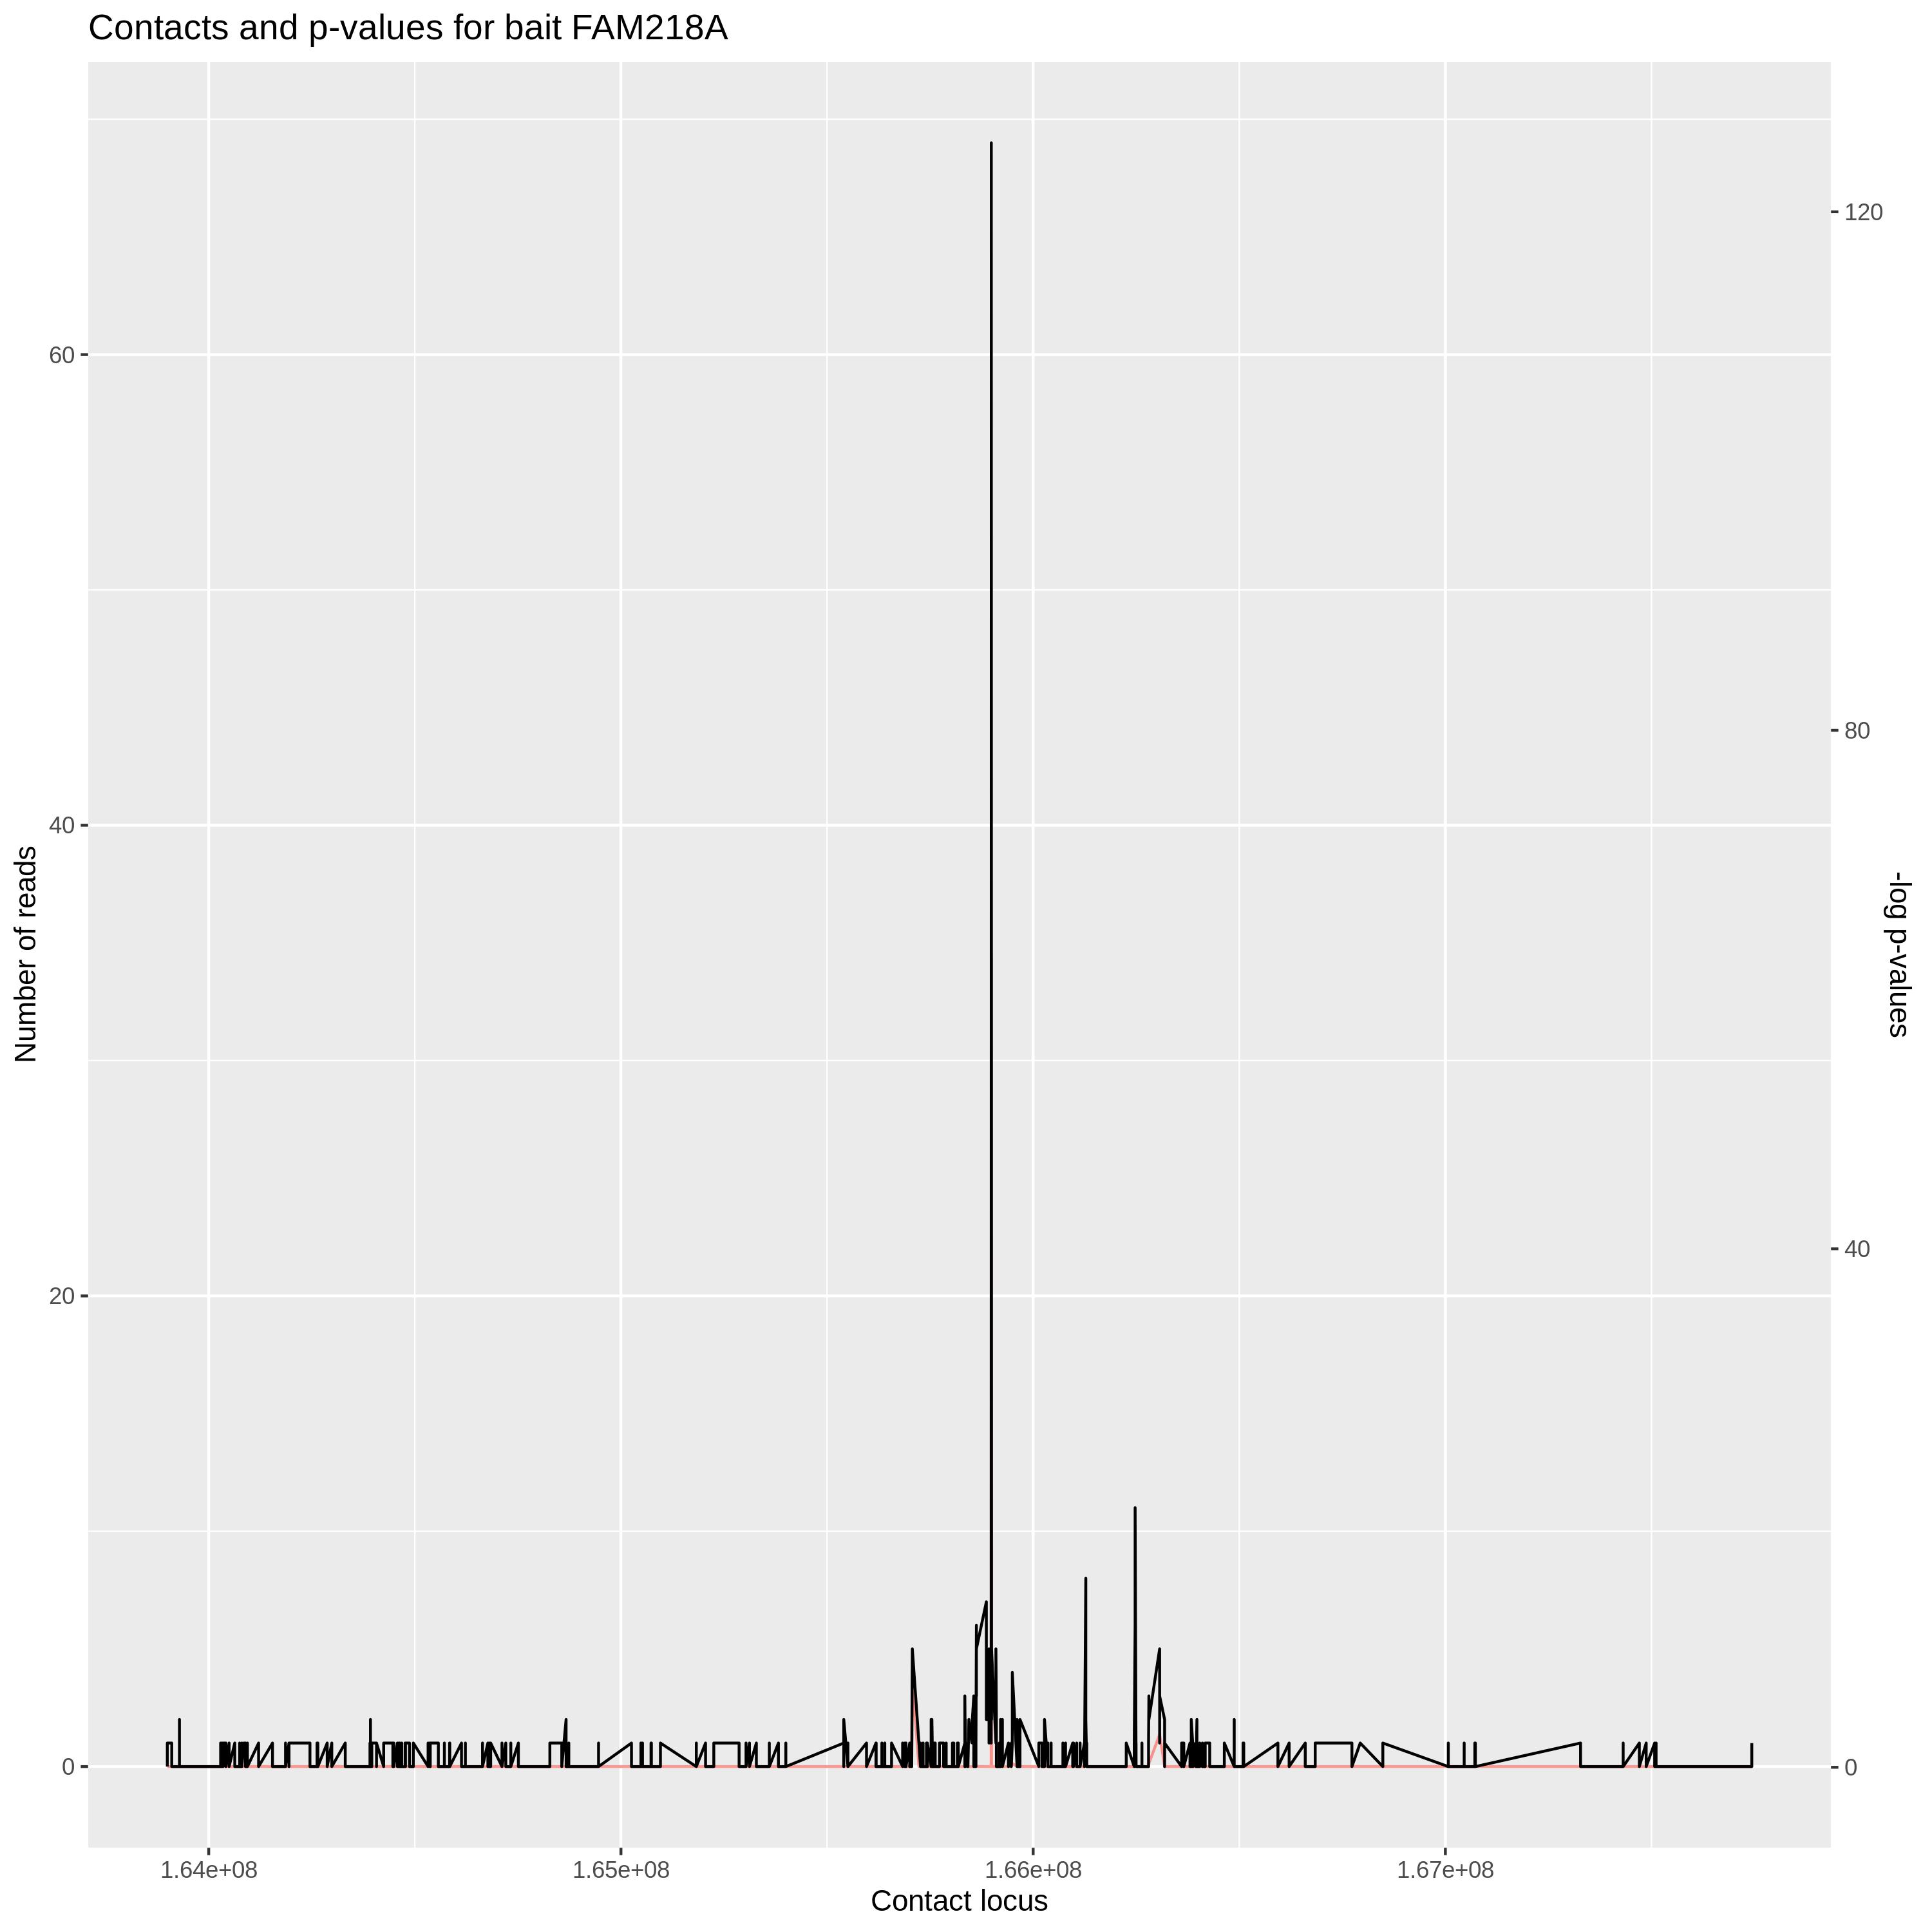 Contacts and p-values for bait FAM218A
120
60
80
40
Number of reads
-log p-values
40
20
0
0
1.64e+08 1.65e+08 1.66e+08 1.67e+08
Contact locus